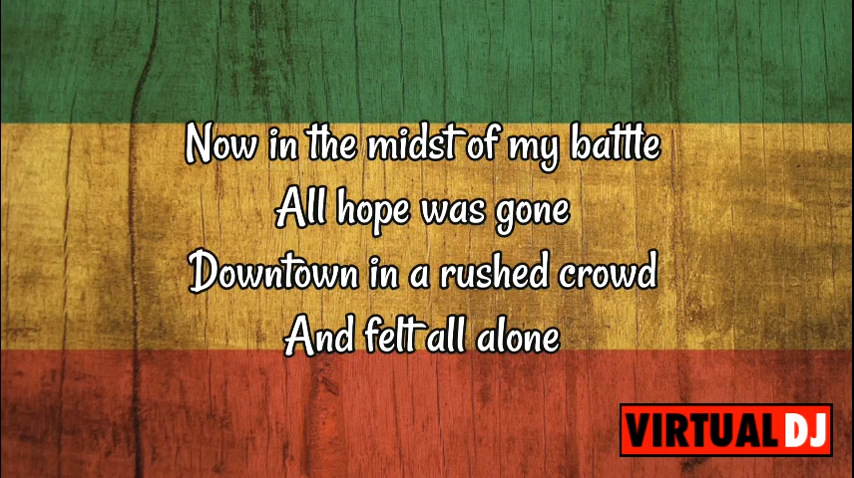 Now in the midst of my battle
All hope was gone
Downtown in a rushed crowd
And felt all alone
VIRTUAL DJ